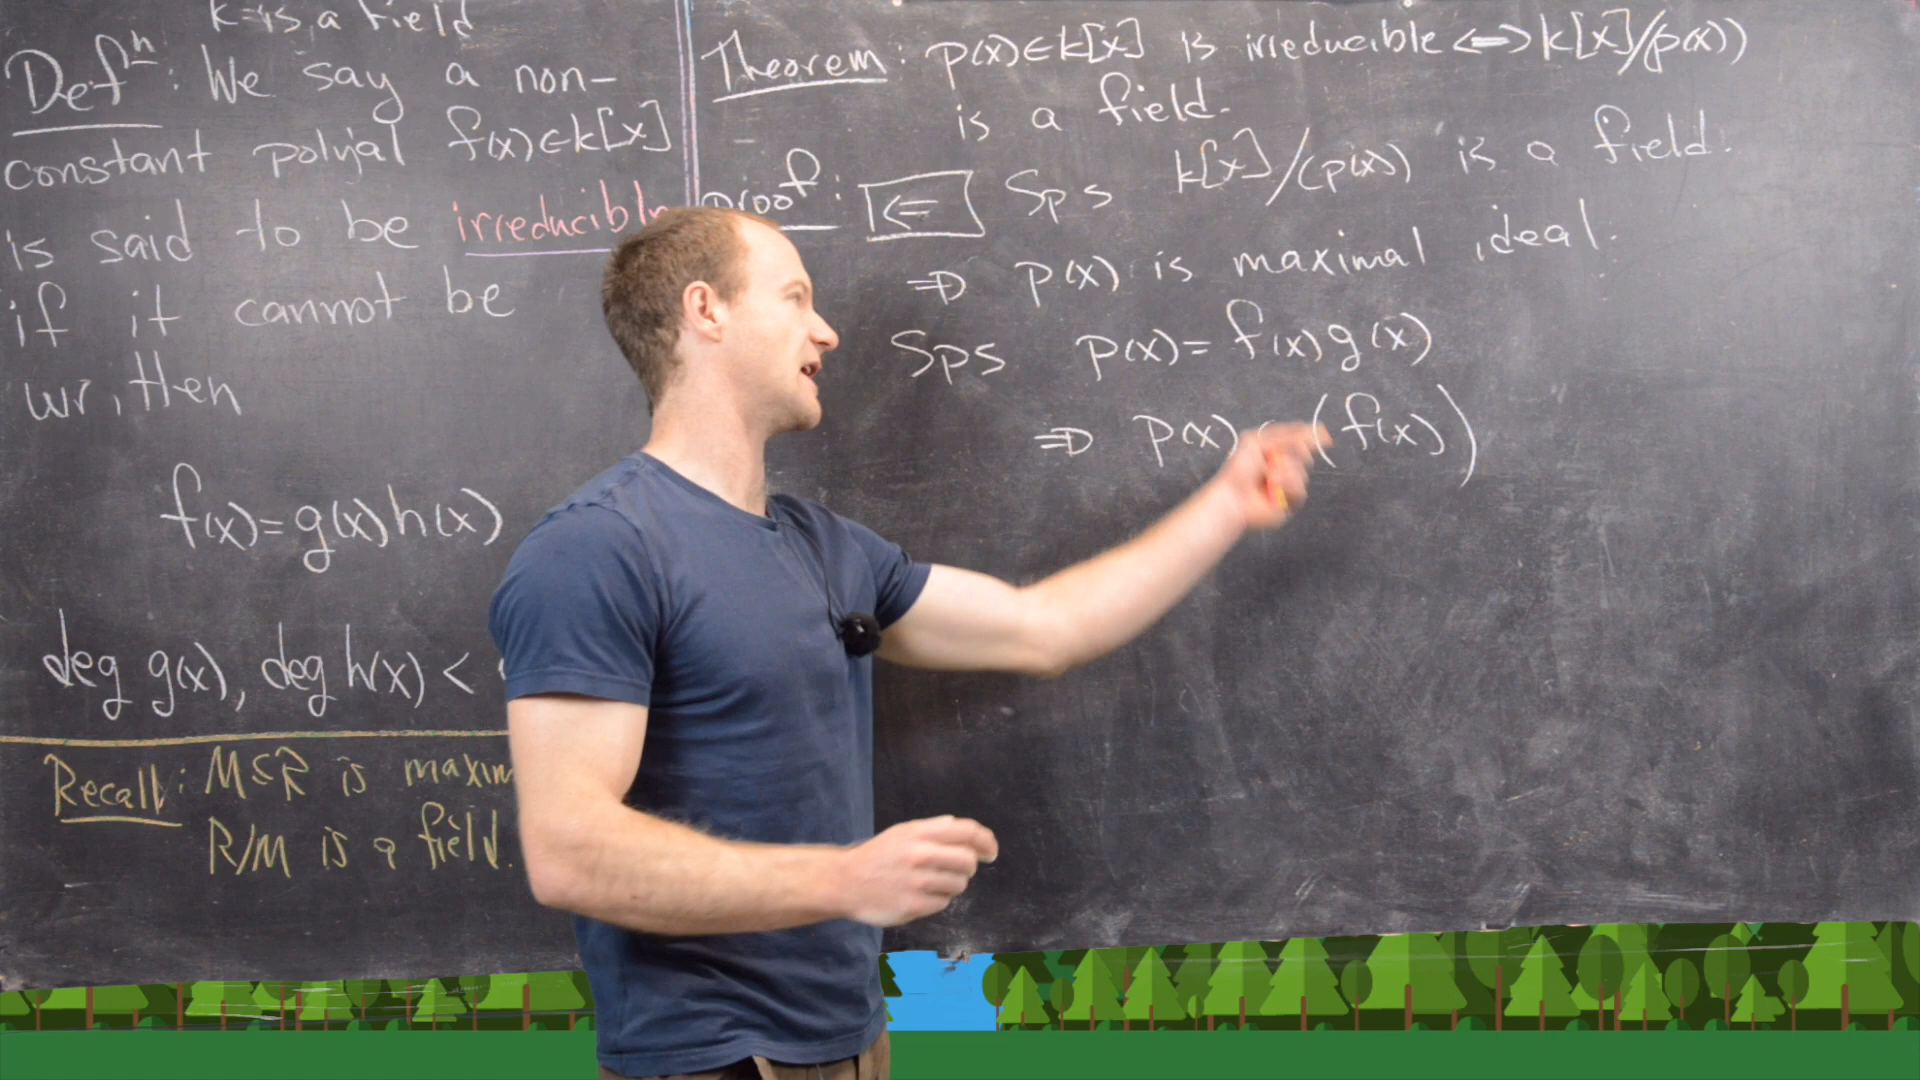 k is a field
Defⁿ: We say a non-
constant polyal f(x)∈k[x]
is said to be irreducible
if it cannot be
written
f(x)=g(x)h(x)
deg g(x), deg h(x) <
Recall: M⊆R is maxim
R/M is a field.
Theorem: p(x)∈k[x] is irreducible ⟺ k[x]/(p(x))
is a field.
Proof: ⇐ Sps k[x]/(p(x)) is a field.
⇒ p(x) is maximal ideal.
Sps p(x)=f(x)g(x)
⇒ p(x) (f(x))